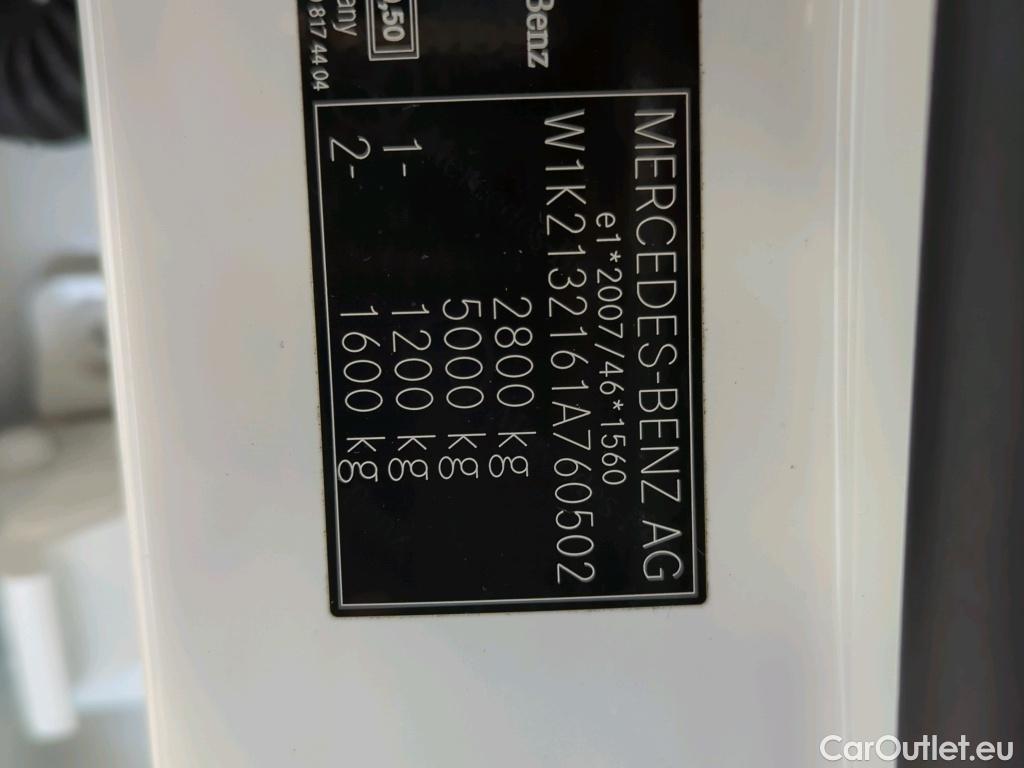 Benz
,50
any
817 44 04
MERCEDES-BENZ AG
e1*2007/46*1560
W1K2132161A760502
2800 kg
5000 kg
1- 1200 kg
2- 1600 kg
CarOutlet.eu